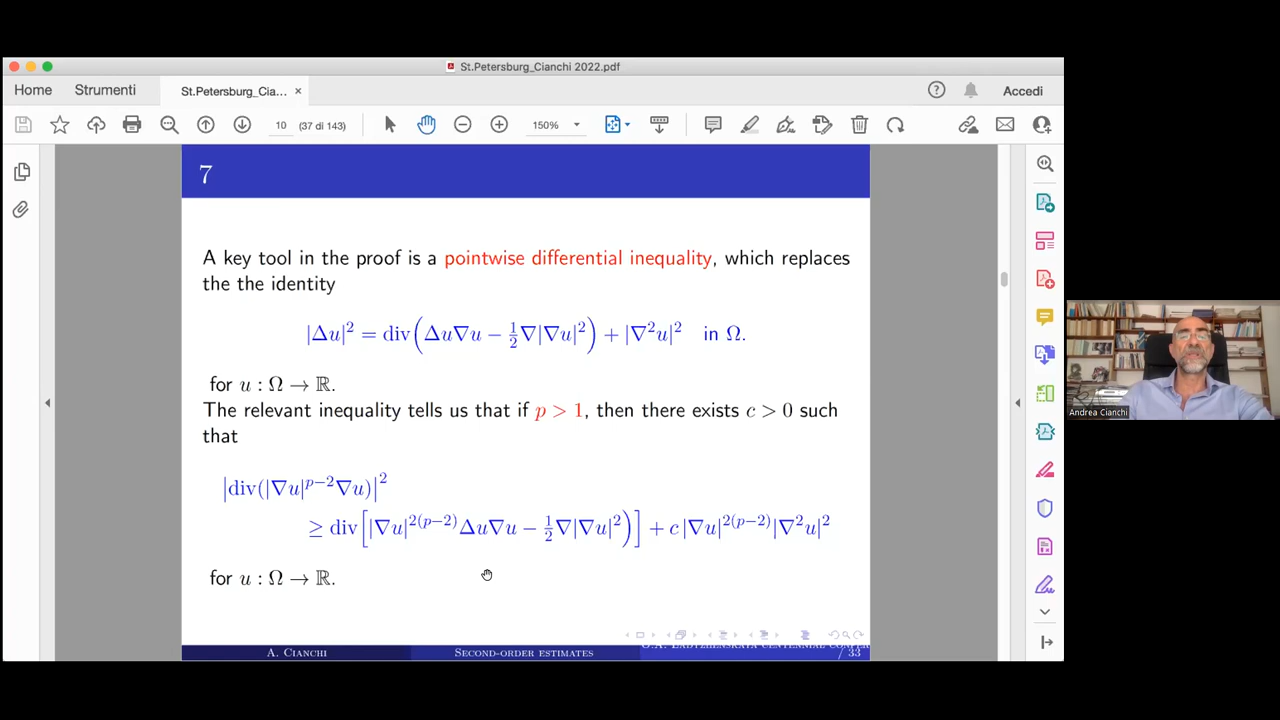 St.Petersburg_Cianchi 2022.pdf
Home Strumenti St.Petersburg_Cia... × Accedi
10 (37 di 143) 150%
7
A key tool in the proof is a pointwise differential inequality, which replaces
the the identity
|Δu|² = div(Δu∇u − ½∇|∇u|²) + |∇²u|² in Ω.
for u : Ω → ℝ.
The relevant inequality tells us that if p > 1, then there exists c > 0 such
that
|div(|∇u|^{p−2}∇u)|²
≥ div[|∇u|^{2(p−2)}Δu∇u − ½∇|∇u|²)] + c |∇u|^{2(p−2)}|∇²u|²
for u : Ω → ℝ.
Andrea Cianchi
A. Cianchi Second-order estimates / 33